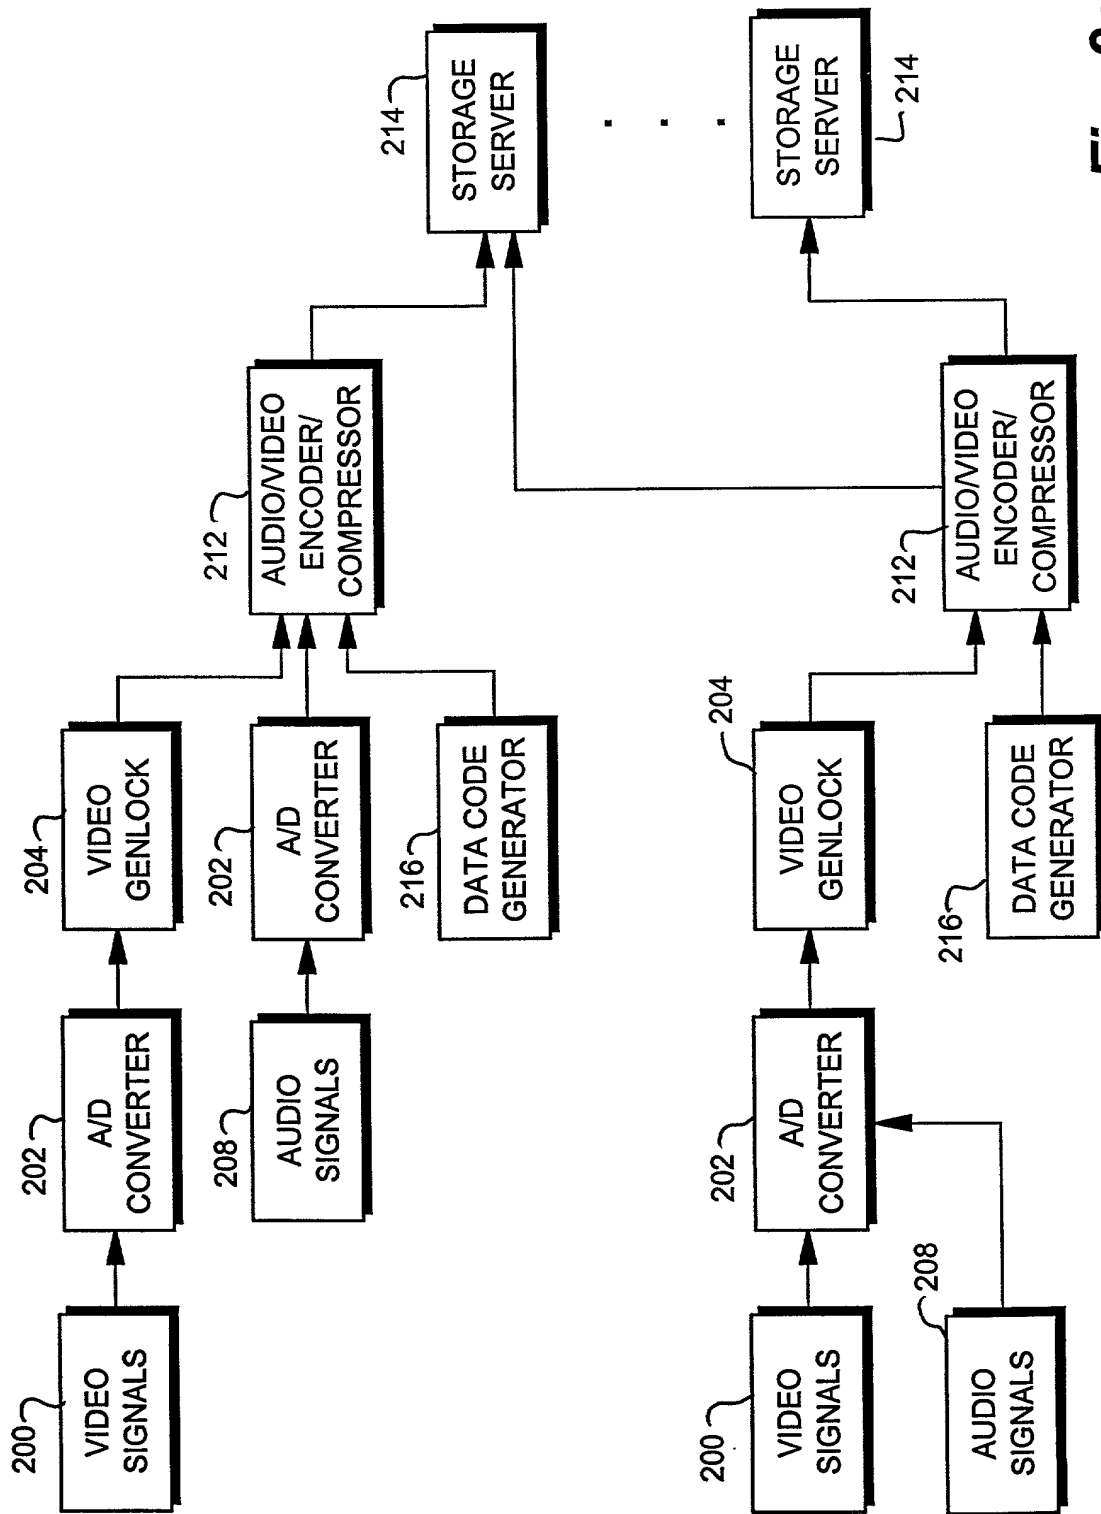 200
VIDEO
SIGNALS
202
A/D
CONVERTER
204
VIDEO
GENLOCK
208
AUDIO
SIGNALS
202
A/D
CONVERTER
216
DATA CODE
GENERATOR
212
AUDIO/VIDEO
ENCODER/
COMPRESSOR
214
STORAGE
SERVER
. . .
STORAGE
SERVER
214
200
VIDEO
SIGNALS
202
A/D
CONVERTER
204
VIDEO
GENLOCK
208
AUDIO
SIGNALS
216
DATA CODE
GENERATOR
212
AUDIO/VIDEO
ENCODER/
COMPRESSOR